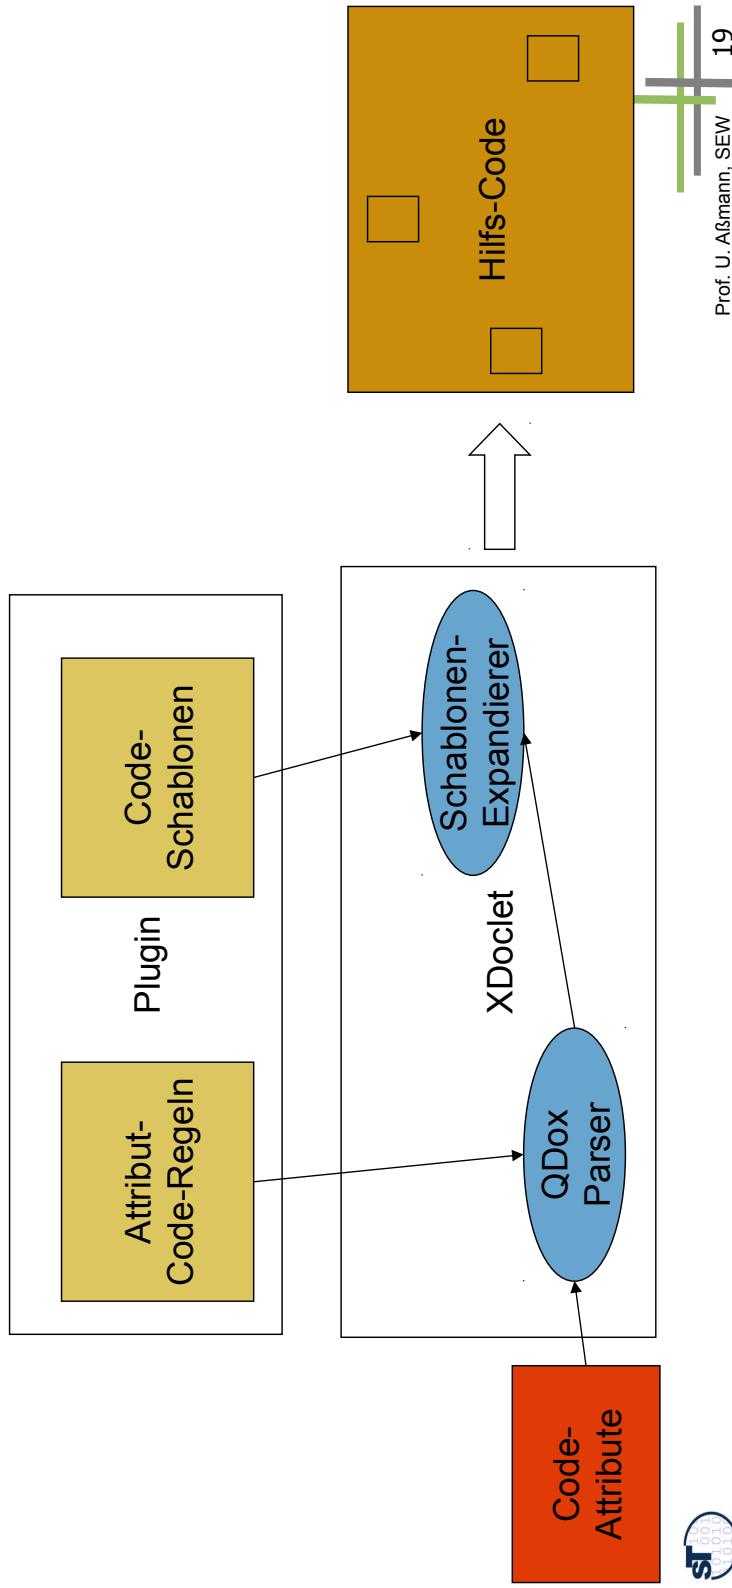 Attribut-
Code-Regeln
Plugin
Code-
Schablonen
Code-
Attribute
QDox
Parser
XDoclet
Schablonen-
Expandierer
Hilfs-Code
ST
Prof. U. Aßmann, SEW
19